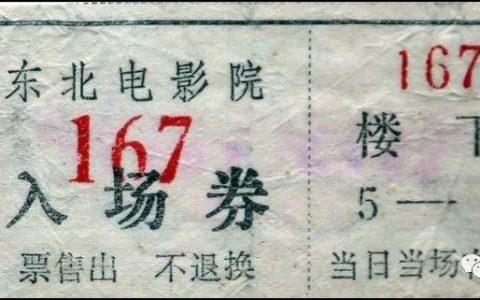 东北电影院
167
入场券
票售出 不退换
167
楼下
5—
当日当场